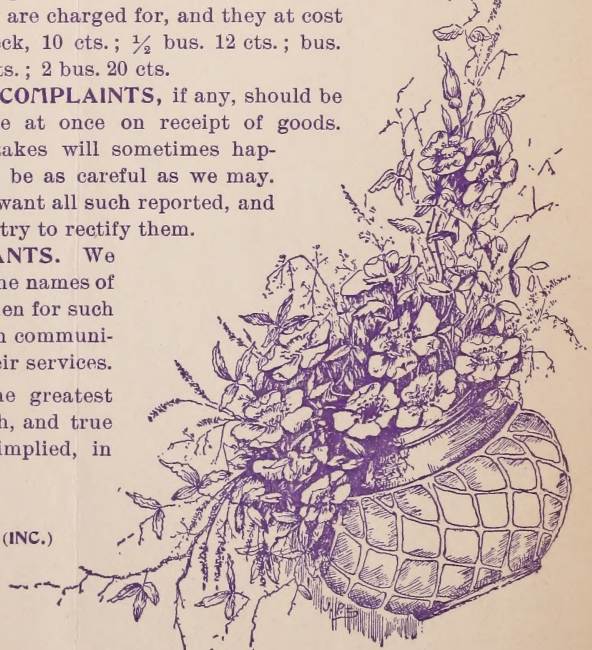 are charged for, and they at cost
ck, 10 cts.; ½ bus. 12 cts.; bus.
ts.; 2 bus. 20 cts.
COMPLAINTS, if any, should be
e at once on receipt of goods.
takes will sometimes hap-
be as careful as we may.
want all such reported, and
try to rectify them.
ANTS. We
he names of
en for such
n communi-
eir services.
he greatest
h, and true
implied, in
(INC.)